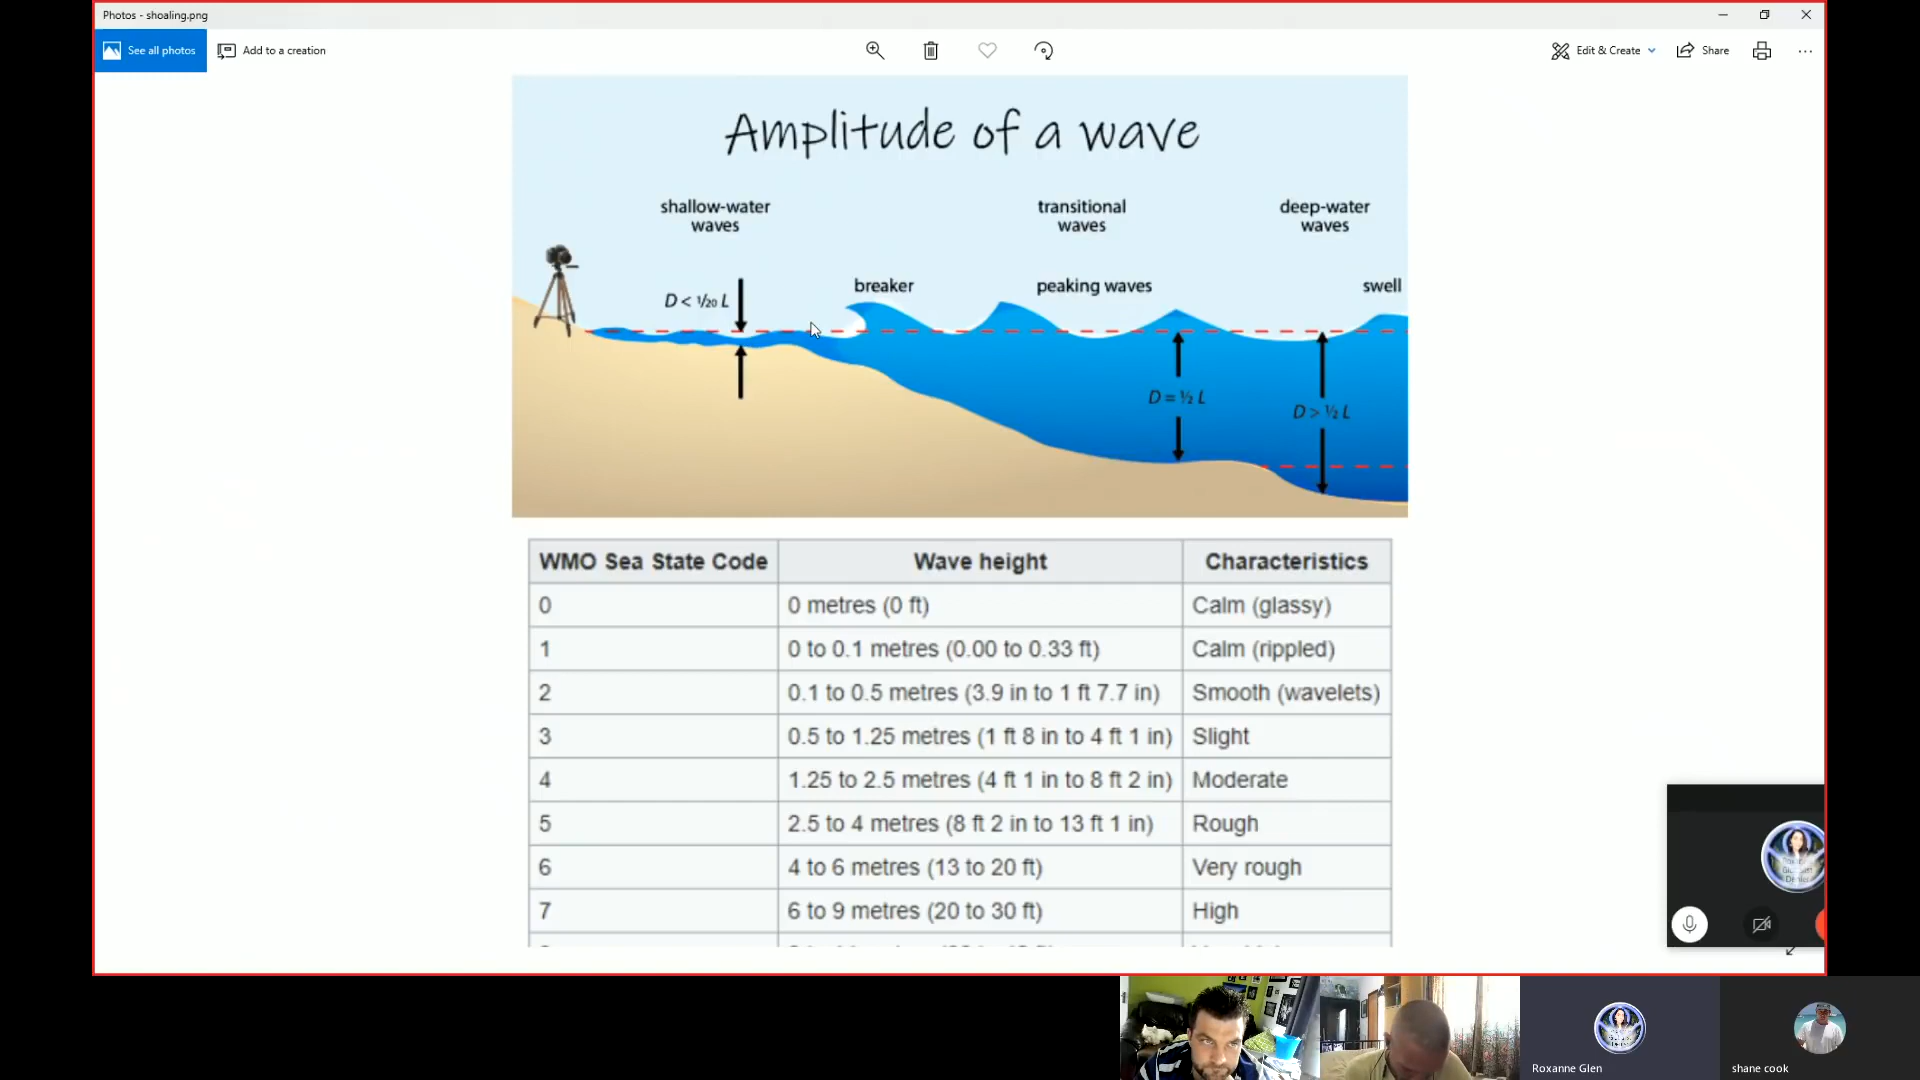 Photos - shoaling.png
See all photos
Add to a creation
Edit & Create
Share
Amplitude of a wave
shallow-water
waves
transitional
waves
deep-water
waves
breaker
peaking waves
swell
D < 1/20 L
D = ½ L
D > ½ L
WMO Sea State Code Wave height Characteristics
0 0 metres (0 ft) Calm (glassy)
1 0 to 0.1 metres (0.00 to 0.33 ft) Calm (rippled)
2 0.1 to 0.5 metres (3.9 in to 1 ft 7.7 in) Smooth (wavelets)
3 0.5 to 1.25 metres (1 ft 8 in to 4 ft 1 in) Slight
4 1.25 to 2.5 metres (4 ft 1 in to 8 ft 2 in) Moderate
5 2.5 to 4 metres (8 ft 2 in to 13 ft 1 in) Rough
6 4 to 6 metres (13 to 20 ft) Very rough
7 6 to 9 metres (20 to 30 ft) High
Roxanne Glen
shane cook